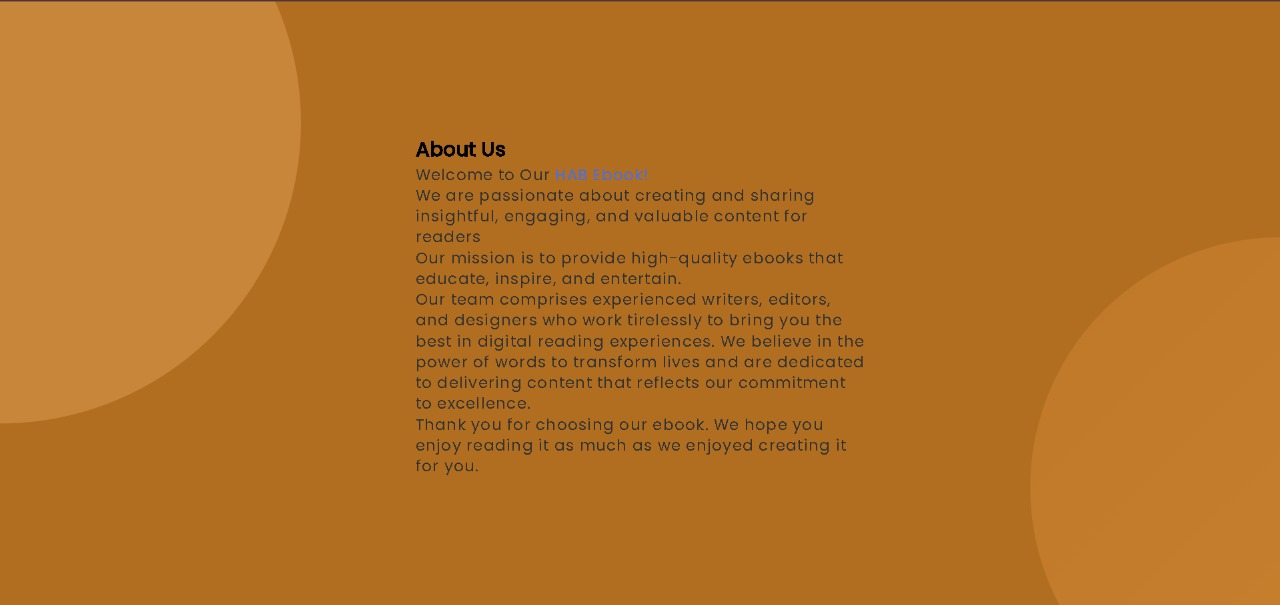 About Us
Welcome to Our HAB Ebook!
We are passionate about creating and sharing
insightful, engaging, and valuable content for
readers
Our mission is to provide high-quality ebooks that
educate, inspire, and entertain.
Our team comprises experienced writers, editors,
and designers who work tirelessly to bring you the
best in digital reading experiences. We believe in the
power of words to transform lives and are dedicated
to delivering content that reflects our commitment
to excellence.
Thank you for choosing our ebook. We hope you
enjoy reading it as much as we enjoyed creating it
for you.